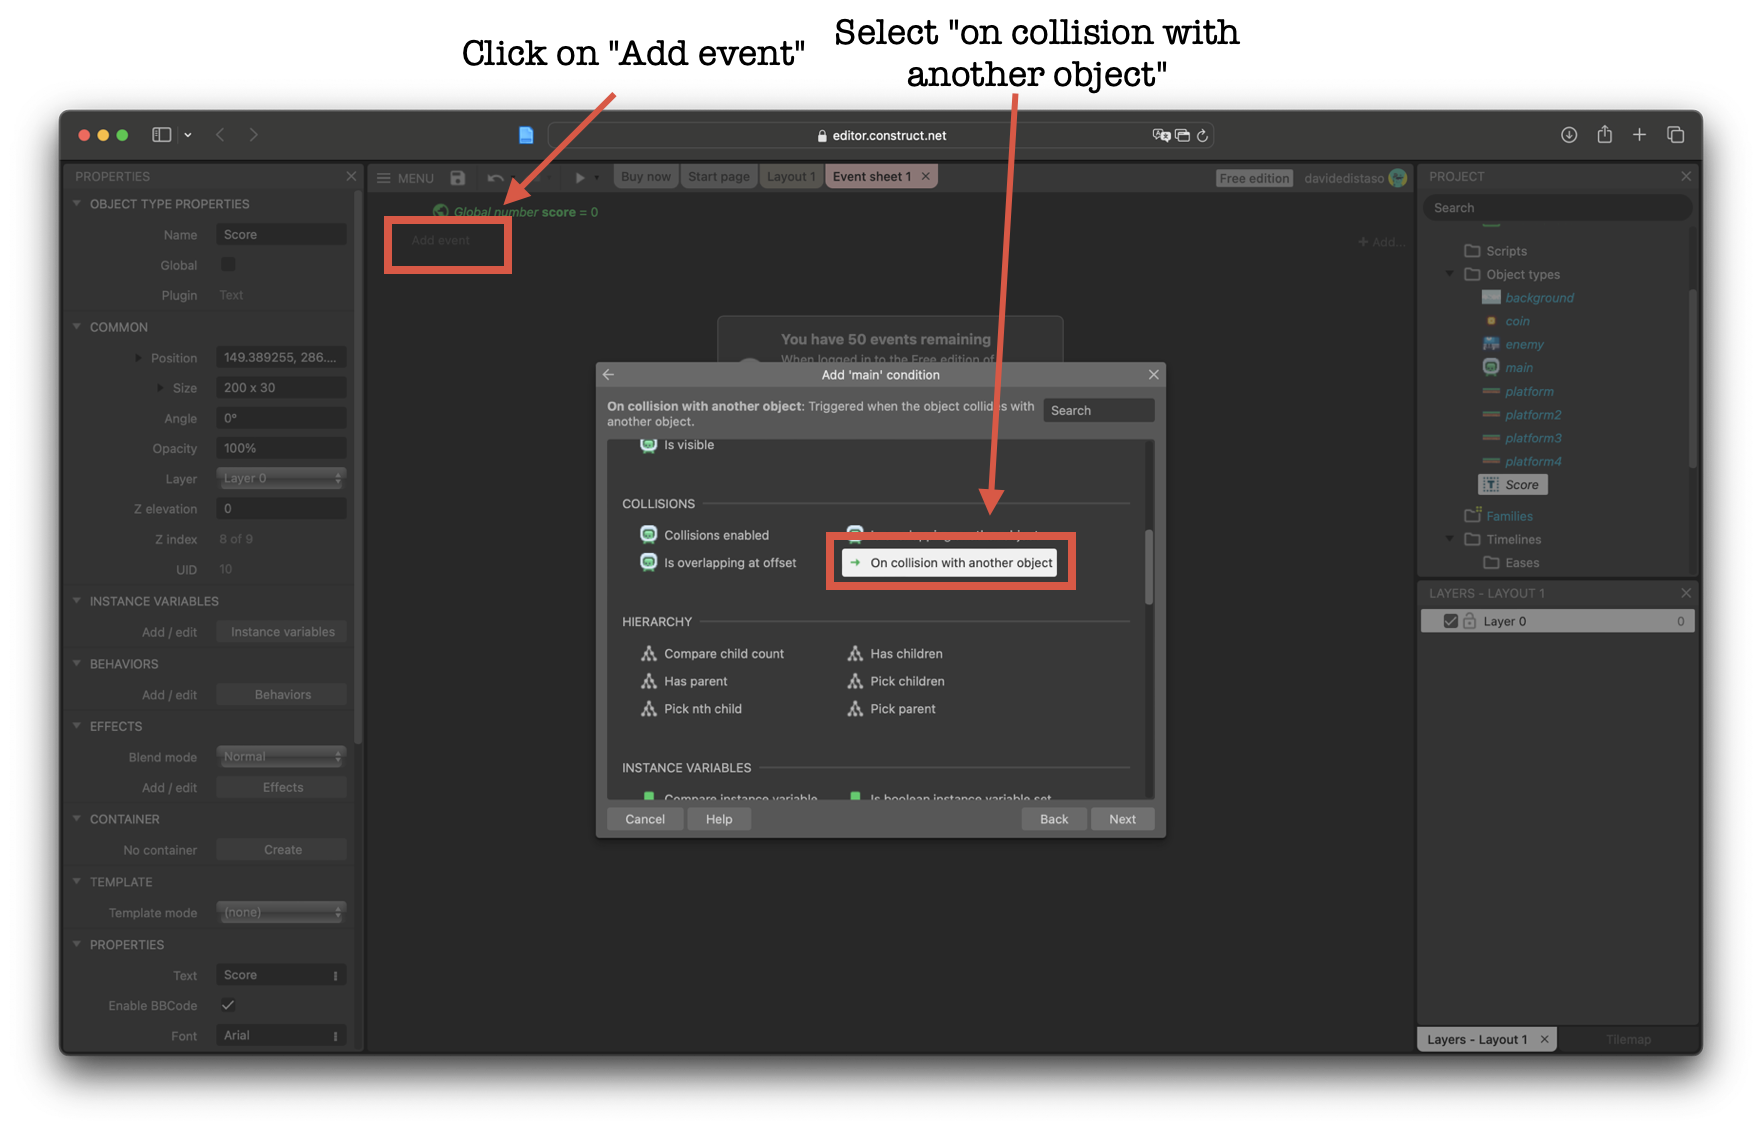 Click on "Add event"
Select "on collision with
another object"
editor.construct.net
PROPERTIES
OBJECT TYPE PROPERTIES
Name Score
Global
Plugin Text
COMMON
Position 149.389255, 286....
Size 200 x 30
Angle 0°
Opacity 100%
Layer Layer 0
Z elevation 0
Z index 8 of 9
UID 10
INSTANCE VARIABLES
Add / edit Instance variables
BEHAVIORS
Add / edit Behaviors
EFFECTS
Blend mode Normal
Add / edit Effects
CONTAINER
No container Create
TEMPLATE
Template mode (none)
PROPERTIES
Text Score
Enable BBCode
Font Arial
MENU Buy now Start page Layout 1 Event sheet 1 Free edition davidedistaso
Global number score = 0
Add event
+ Add...
You have 50 events remaining
When logged in to the Free edition of
Add 'main' condition
On collision with another object: Triggered when the object collides with
another object.
Search
Is visible
COLLISIONS
Collisions enabled
Is overlapping at offset On collision with another object
HIERARCHY
Compare child count Has children
Has parent Pick children
Pick nth child Pick parent
INSTANCE VARIABLES
Compare instance variable Is boolean instance variable set
Cancel Help Back Next
PROJECT
Search
Scripts
Object types
background
coin
enemy
main
platform
platform2
platform3
platform4
Score
Families
Timelines
Eases
LAYERS - LAYOUT 1
Layer 0 0
Layers - Layout 1 Tilemap